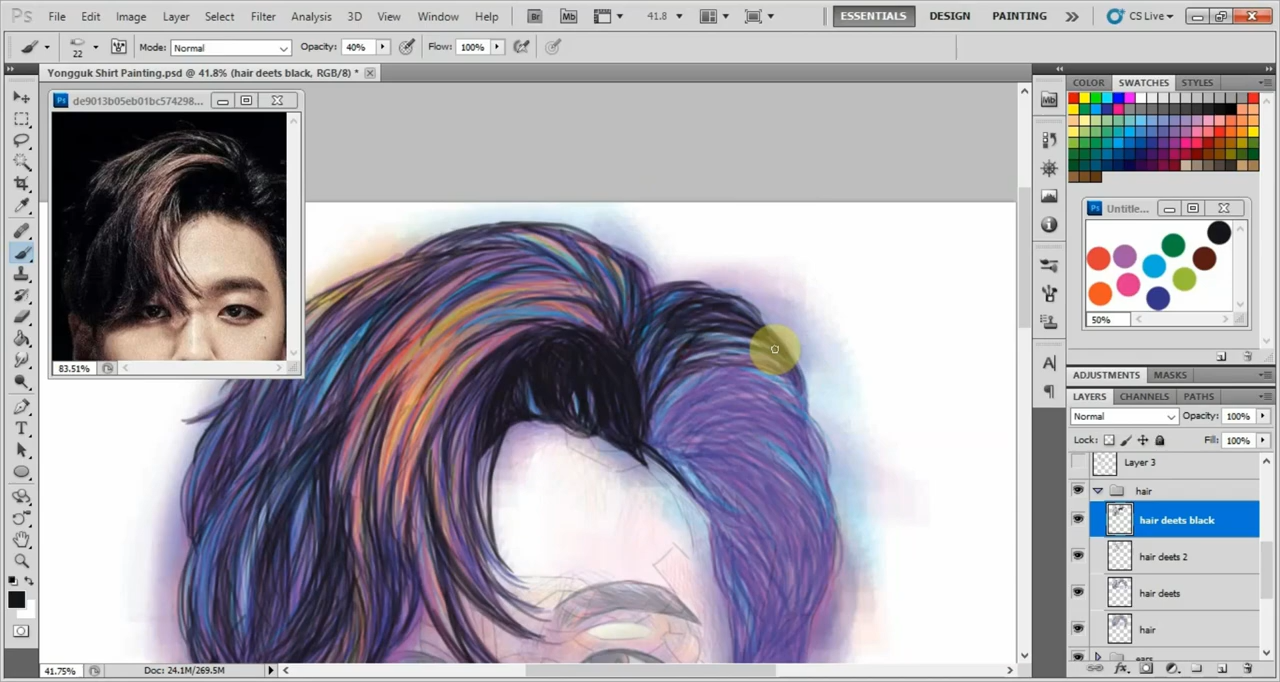 Ps File Edit Image Layer Select Filter Analysis 3D View Window Help Br Mb 41.8 ESSENTIALS DESIGN PAINTING CS Live
22 Mode: Normal Opacity: 40% Flow: 100%
Yongguk Shirt Painting.psd @ 41.8% (hair deets black, RGB/8) *
Ps de9013b05eb01bc574298...
83.51%
COLOR SWATCHES STYLES
Mb
Ps Untitle...
50%
ADJUSTMENTS MASKS
LAYERS CHANNELS PATHS
Normal Opacity: 100%
Lock: Fill: 100%
Layer 3
hair
hair deets black
hair deets 2
hair deets
hair
ears
41.75% Doc: 24.1M/269.5M